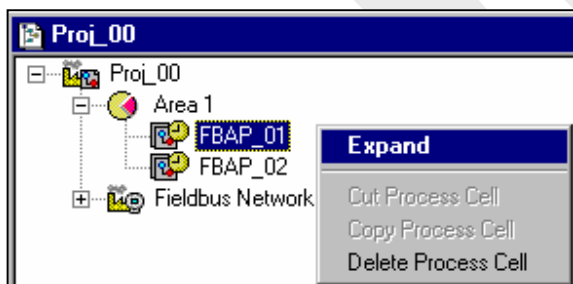 Proj_00
Proj_00
Area 1
FBAP_01
FBAP_02
Fieldbus Network
Expand
Cut Process Cell
Copy Process Cell
Delete Process Cell